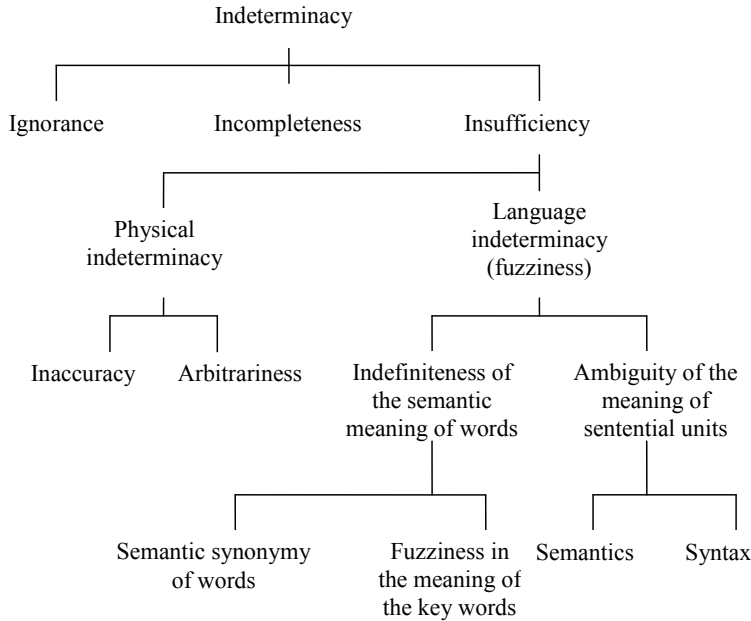 Indeterminacy
Ignorance
Incompleteness
Insufficiency
Physical
indeterminacy
Language
indeterminacy
(fuzziness)
Inaccuracy
Arbitrariness
Indefiniteness of
the semantic
meaning of words
Ambiguity of the
meaning of
sentential units
Semantic synonymy
of words
Fuzziness in
the meaning of
the key words
Semantics
Syntax